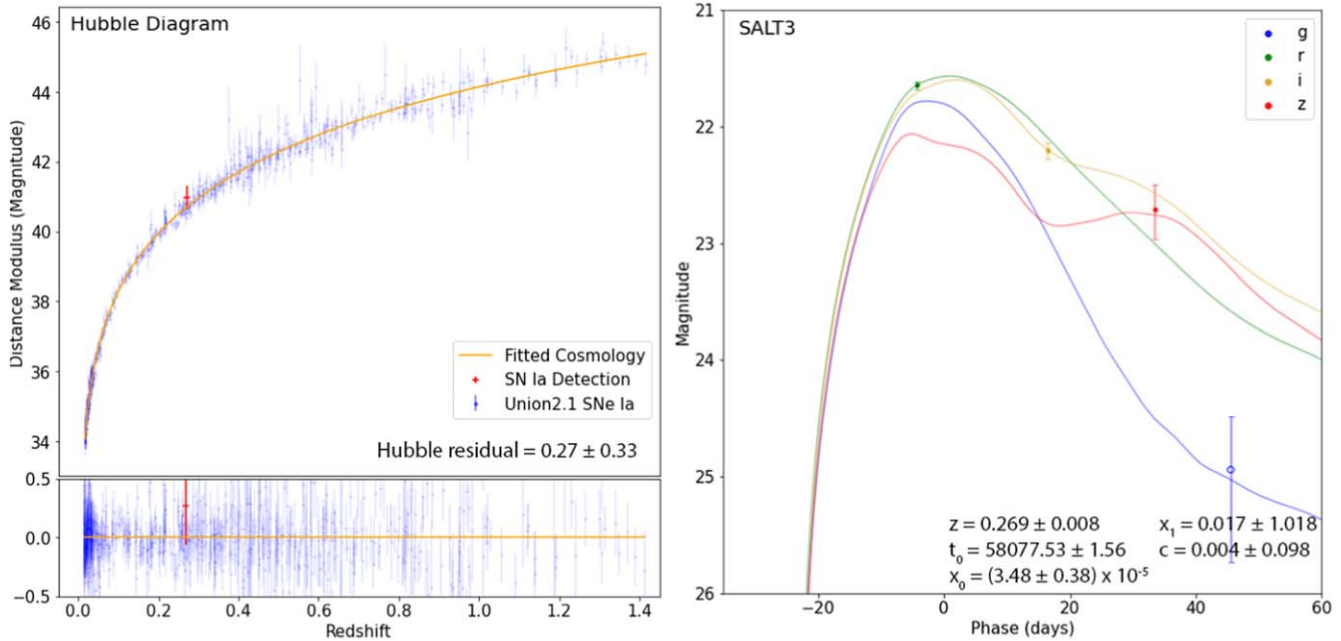 Hubble Diagram
Distance Modulus (Magnitude)
46
44
42
40
38
36
34
Fitted Cosmology
SN Ia Detection
Union2.1 SNe Ia
Hubble residual = 0.27 ± 0.33
0.5
0.0
−0.5
0.0 0.2 0.4 0.6 0.8 1.0 1.2 1.4
Redshift
SALT3
Magnitude
21
22
23
24
25
26
g
r
i
z
z = 0.269 ± 0.008
t₀ = 58077.53 ± 1.56
x₀ = (3.48 ± 0.38) x 10⁻⁵
x₁ = 0.017 ± 1.018
c = 0.004 ± 0.098
−20 0 20 40 60
Phase (days)